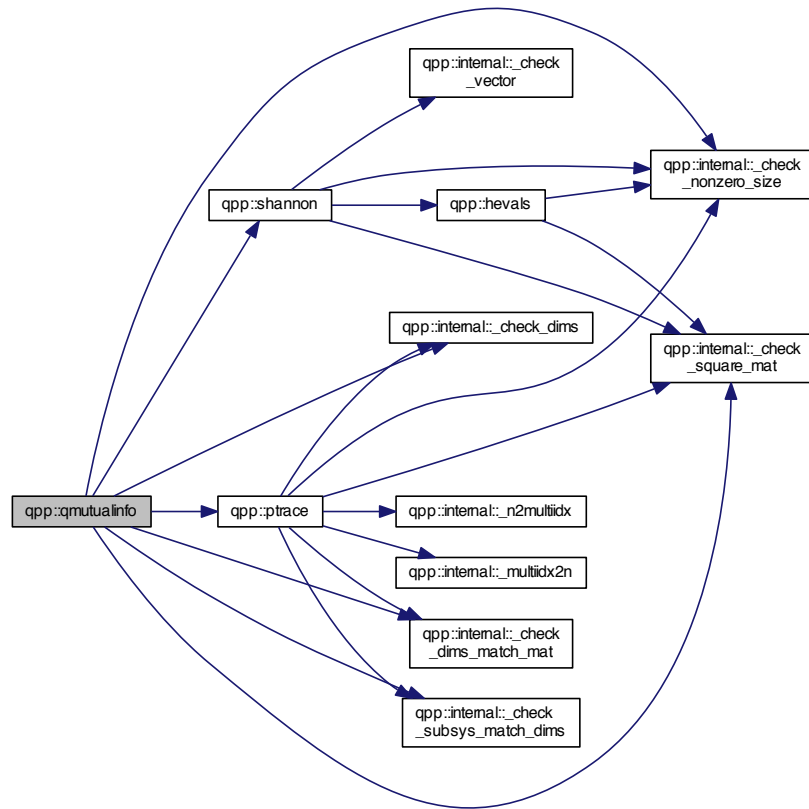 qpp::internal::_check
_vector
qpp::internal::_check
_nonzero_size
qpp::shannon
qpp::hevals
qpp::internal::_check_dims
qpp::internal::_check
_square_mat
qpp::qmutualinfo
qpp::ptrace
qpp::internal::_n2multiidx
qpp::internal::_multiidx2n
qpp::internal::_check
_dims_match_mat
qpp::internal::_check
_subsys_match_dims